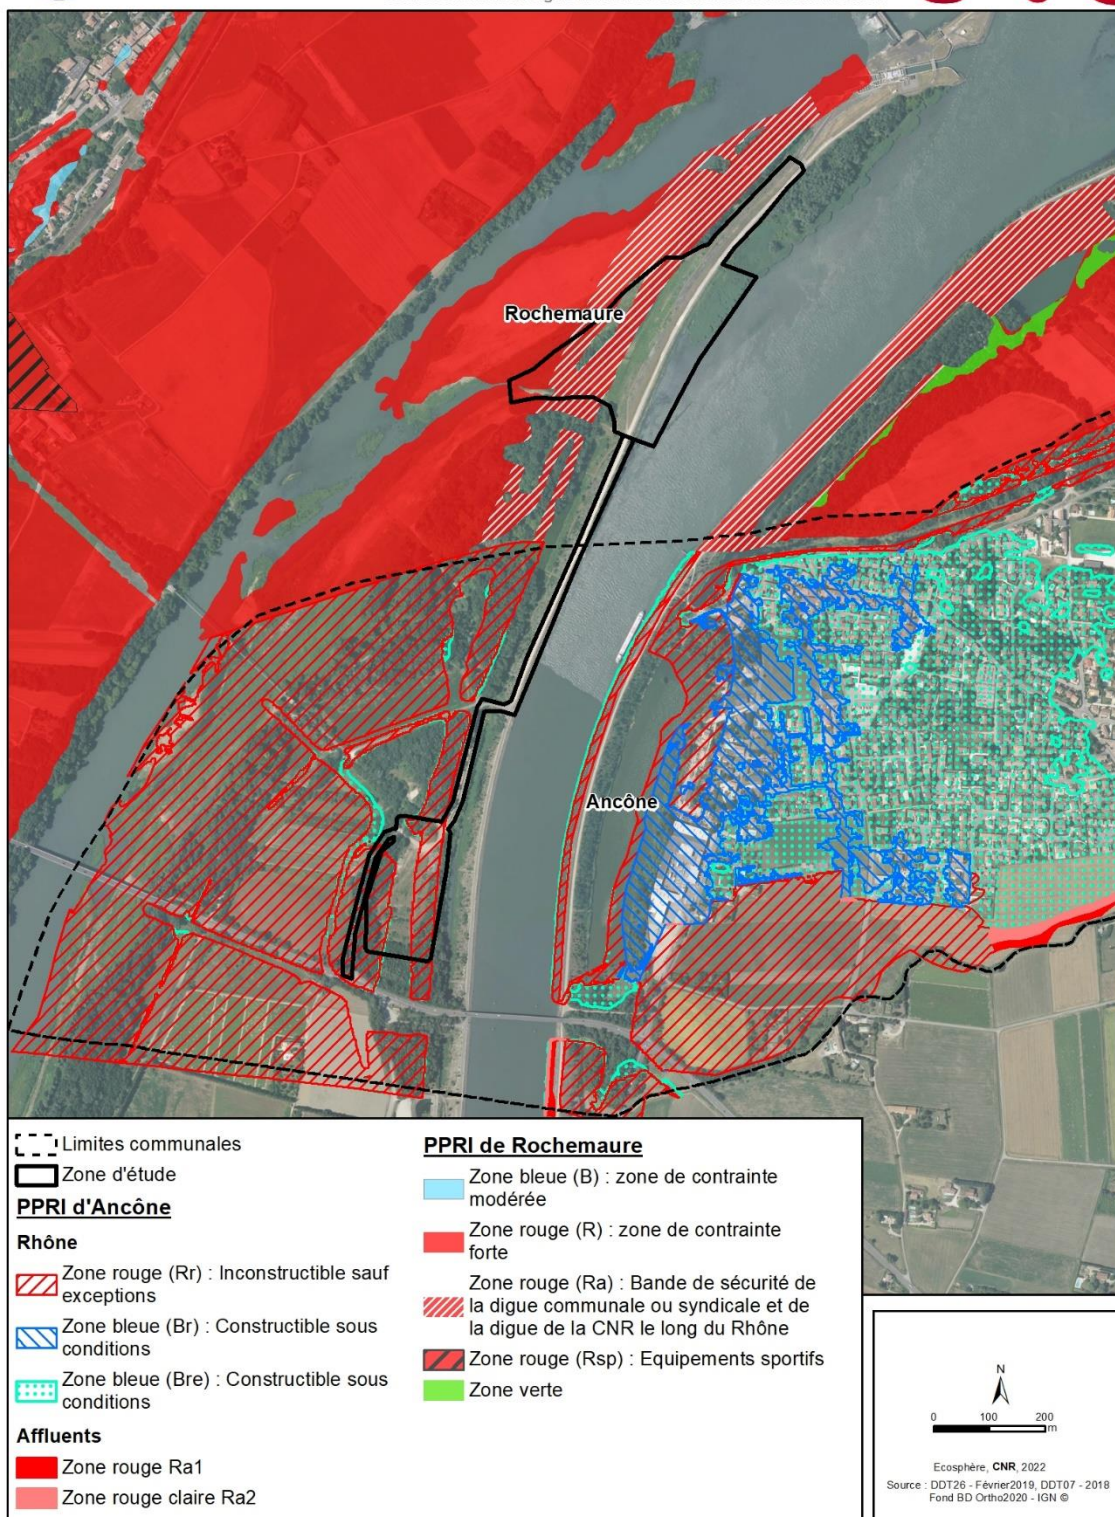 Rochemaure
Ancône
Limites communales
Zone d'étude
PPRI d'Ancône
Rhône
Zone rouge (Rr) : Inconstructible sauf
exceptions
Zone bleue (Br) : Constructible sous
conditions
Zone bleue (Bre) : Constructible sous
conditions
Affluents
Zone rouge Ra1
Zone rouge claire Ra2
PPRI de Rochemaure
Zone bleue (B) : zone de contrainte
modérée
Zone rouge (R) : zone de contrainte
forte
Zone rouge (Ra) : Bande de sécurité de
la digue communale ou syndicale et de
la digue de la CNR le long du Rhône
Zone rouge (Rsp) : Equipements sportifs
Zone verte
N
0 100 200
m
Ecosphère, CNR, 2022
Source : DDT26 - Février2019, DDT07 - 2018
Fond BD Ortho2020 - IGN ©